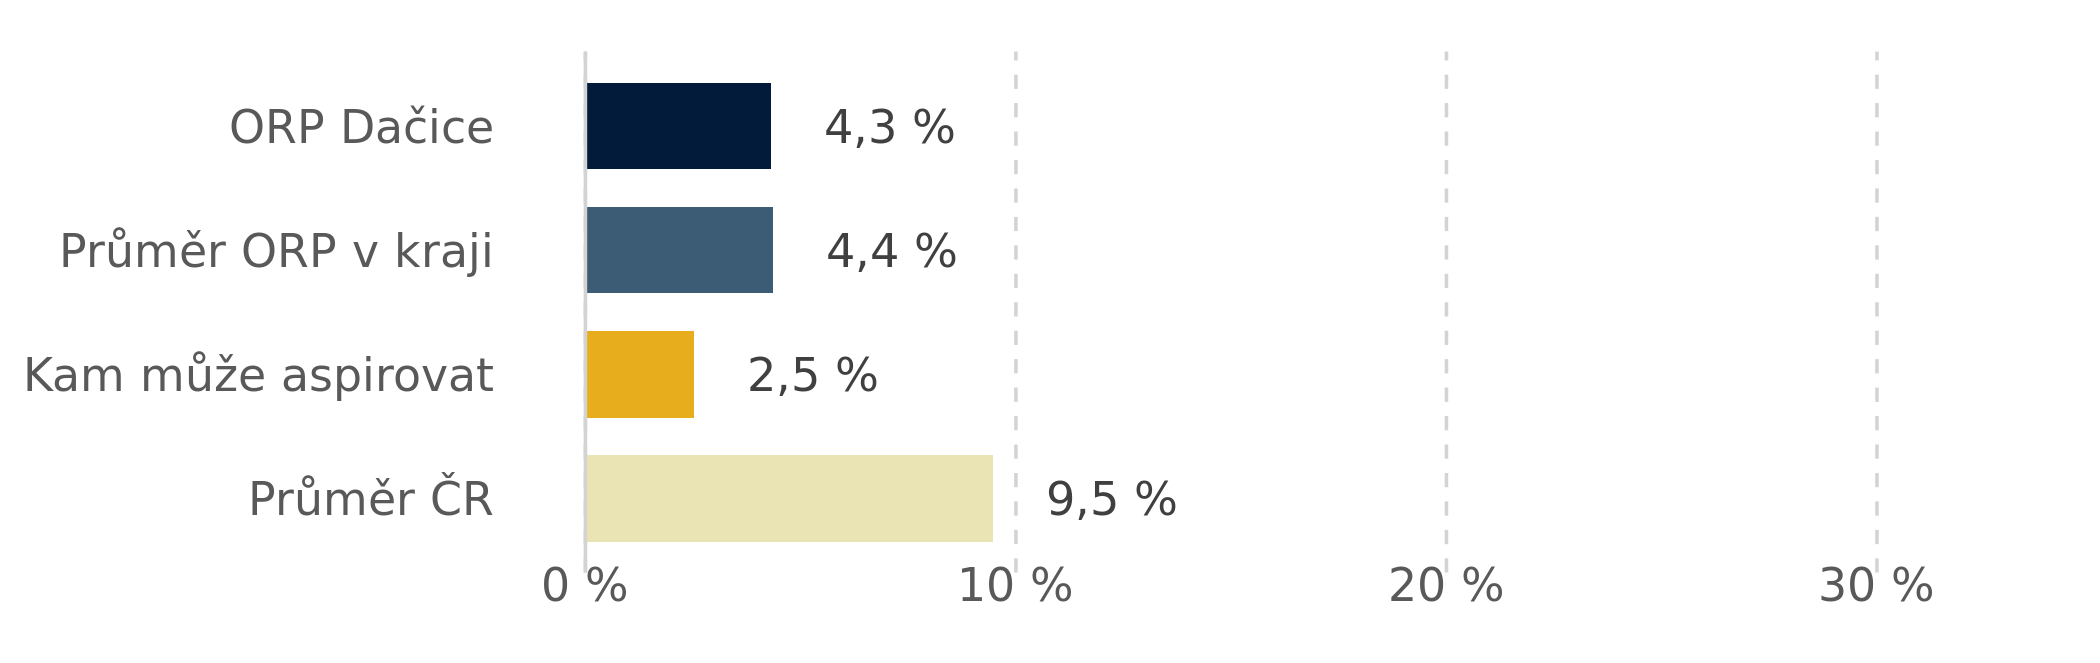 ORP Dačice 4,3 %
Průměr ORP v kraji 4,4 %
Kam může aspirovat 2,5 %
Průměr ČR 9,5 %
0 % 10 % 20 % 30 %